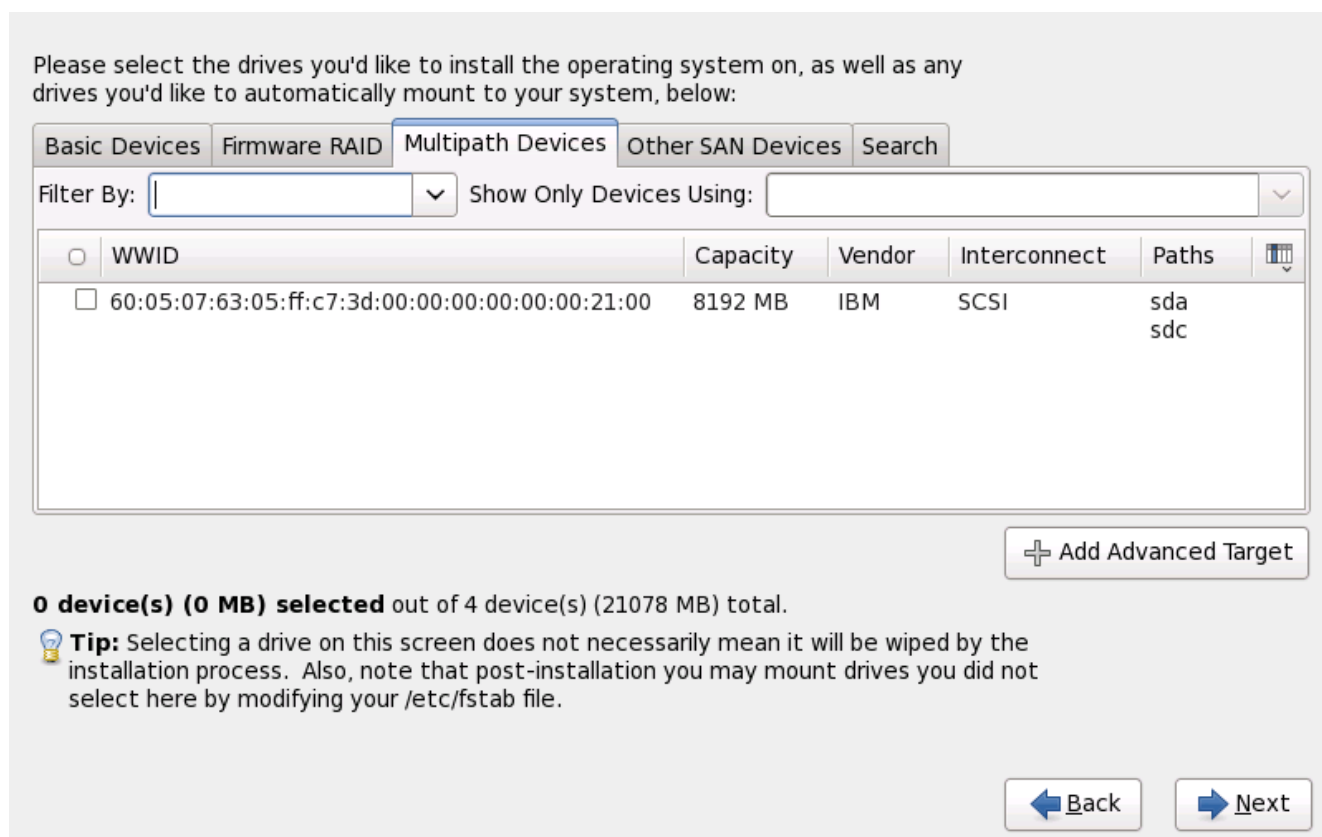 Please select the drives you'd like to install the operating system on, as well as any
drives you'd like to automatically mount to your system, below:
Basic Devices Firmware RAID Multipath Devices Other SAN Devices Search
Filter By: Show Only Devices Using:
WWID Capacity Vendor Interconnect Paths
60:05:07:63:05:ff:c7:3d:00:00:00:00:00:00:21:00 8192 MB IBM SCSI sda
sdc
Add Advanced Target
0 device(s) (0 MB) selected out of 4 device(s) (21078 MB) total.
Tip: Selecting a drive on this screen does not necessarily mean it will be wiped by the
installation process. Also, note that post-installation you may mount drives you did not
select here by modifying your /etc/fstab file.
Back Next